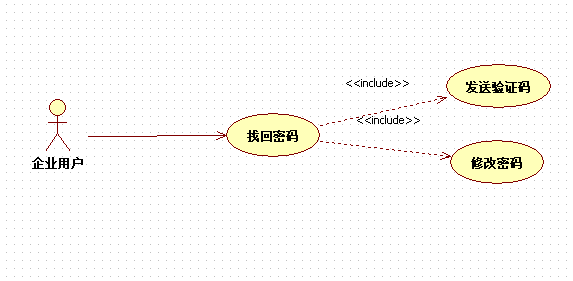 <<include>>
发送验证码
<<include>>
找回密码
企业用户
修改密码